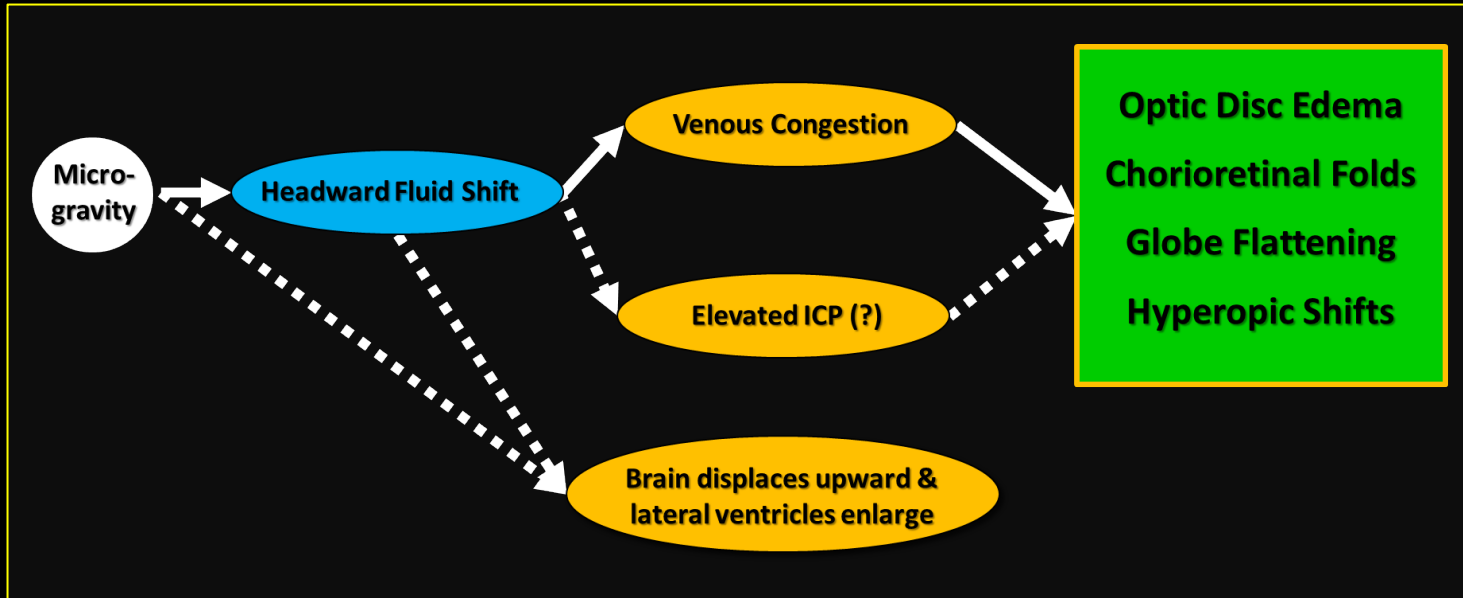 Micro-
gravity
Headward Fluid Shift
Venous Congestion
Elevated ICP (?)
Brain displaces upward &
lateral ventricles enlarge
Optic Disc Edema
Chorioretinal Folds
Globe Flattening
Hyperopic Shifts